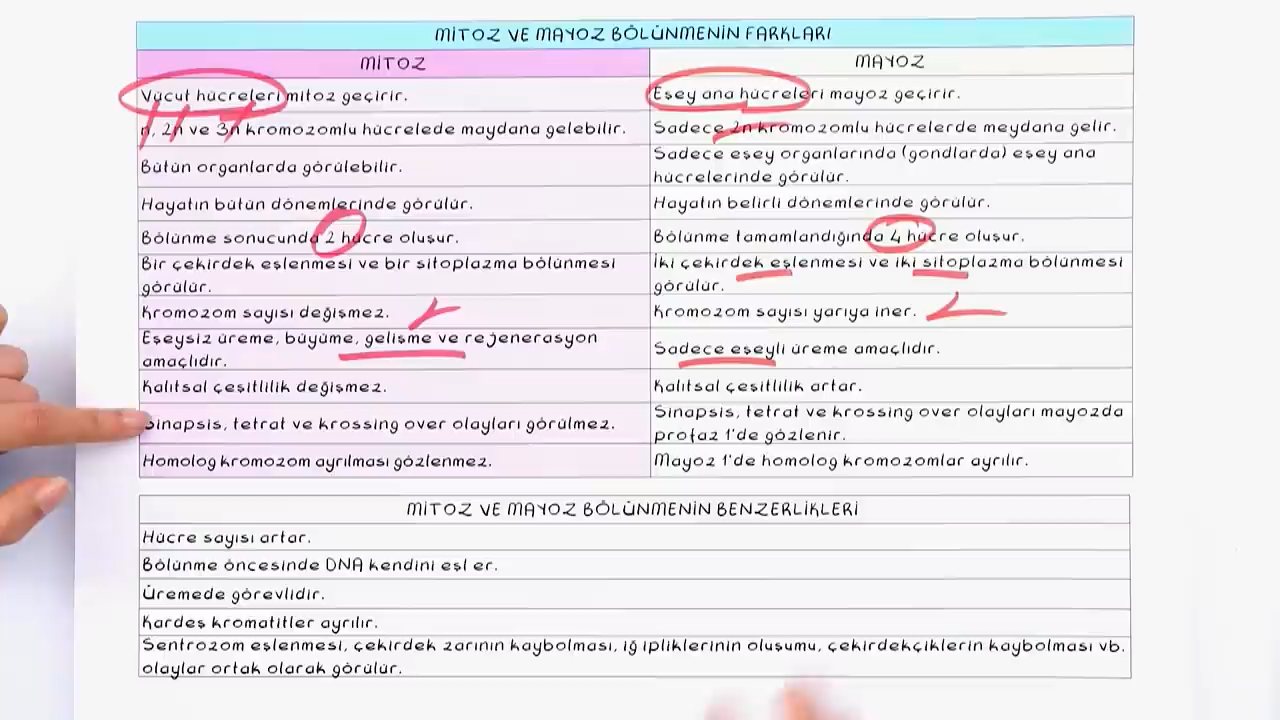 MİTOZ VE MAYOZ BÖLÜNMENİN FARKLARI
MİTOZ
MAYOZ
Vücut hücreleri mitoz geçirir.
Eşey ana hücreleri mayoz geçirir.
n, 2n ve 3n kromozomlu hücrelede maydana gelebilir.
Sadece 2n kromozomlu hücrelerde meydana gelir.
Bütün organlarda görülebilir.
Sadece eşey organlarında (gondlarda) eşey ana
hücrelerinde görülür.
Hayatın bütün dönemlerinde görülür.
Hayatın belirli dönemlerinde görülür.
Bölünme sonucunda 2 hücre oluşur.
Bölünme tamamlandığında 4 hücre oluşur.
Bir çekirdek eşlenmesi ve bir sitoplazma bölünmesi
görülür.
İki çekirdek eşlenmesi ve iki sitoplazma bölünmesi
görülür.
Kromozom sayısı değişmez.
Kromozom sayısı yarıya iner.
Eşeysiz üreme, büyüme, gelişme ve rejenerasyon
amaçlıdır.
Sadece eşeyli üreme amaçlıdır.
Kalıtsal çeşitlilik değişmez.
Kalıtsal çeşitlilik artar.
Sinapsis, tetrat ve krossing over olayları görülmez.
Sinapsis, tetrat ve krossing over olayları mayozda
profaz 1'de gözlenir.
Homolog kromozom ayrılması gözlenmez.
Mayoz 1'de homolog kromozomlar ayrılır.
MİTOZ VE MAYOZ BÖLÜNMENİN BENZERLİKLERİ
Hücre sayısı artar.
Bölünme öncesinde DNA kendini eşl er.
Üremede görevlidir.
Kardeş kromatitler ayrılır.
Sentrozom eşlenmesi, çekirdek zarının kaybolması, iğ ipliklerinin oluşumu, çekirdekçiklerin kaybolması vb.
olaylar ortak olarak görülür.